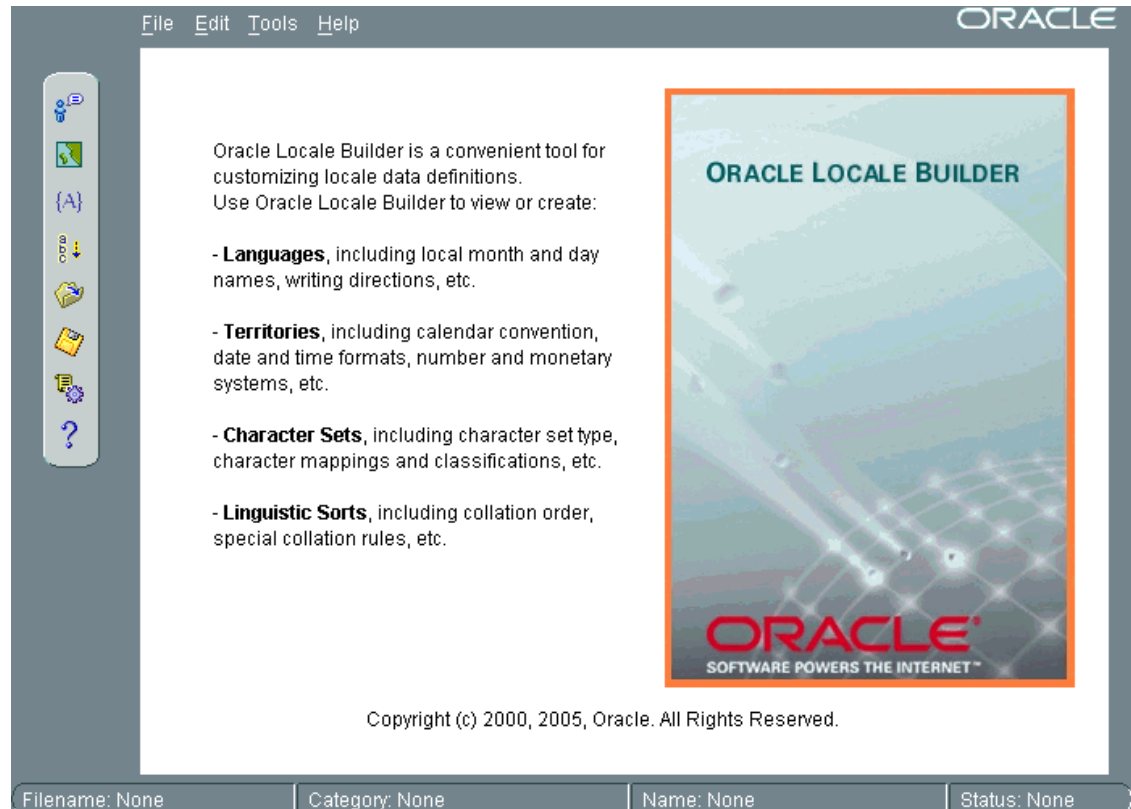 File Edit Tools Help
ORACLE
{A}
a
b
c
?
Oracle Locale Builder is a convenient tool for
customizing locale data definitions.
Use Oracle Locale Builder to view or create:
- Languages, including local month and day
names, writing directions, etc.
- Territories, including calendar convention,
date and time formats, number and monetary
systems, etc.
- Character Sets, including character set type,
character mappings and classifications, etc.
- Linguistic Sorts, including collation order,
special collation rules, etc.
ORACLE LOCALE BUILDER
ORACLE®
SOFTWARE POWERS THE INTERNET™
Copyright (c) 2000, 2005, Oracle. All Rights Reserved.
Filename: None Category: None Name: None Status: None